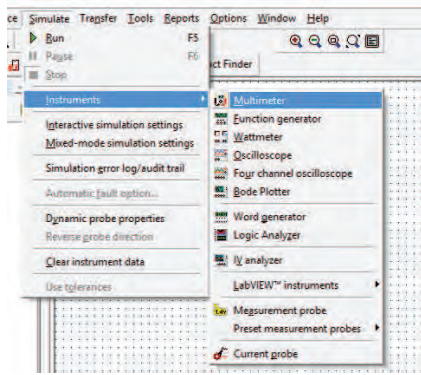 ce Simulate Transfer Tools Reports Options Window Help
Run F5
Pause F6
Stop
ct Finder
Instruments
Interactive simulation settings
Mixed-mode simulation settings
Simulation error log/audit trail
Automatic fault option...
Dynamic probe properties
Reverse probe direction
Clear instrument data
Use tolerances
Multimeter
Function generator
Wattmeter
Oscilloscope
Four channel oscilloscope
Bode Plotter
Word generator
Logic Analyzer
IV analyzer
LabVIEW™ instruments
Measurement probe
Preset measurement probes
Current probe